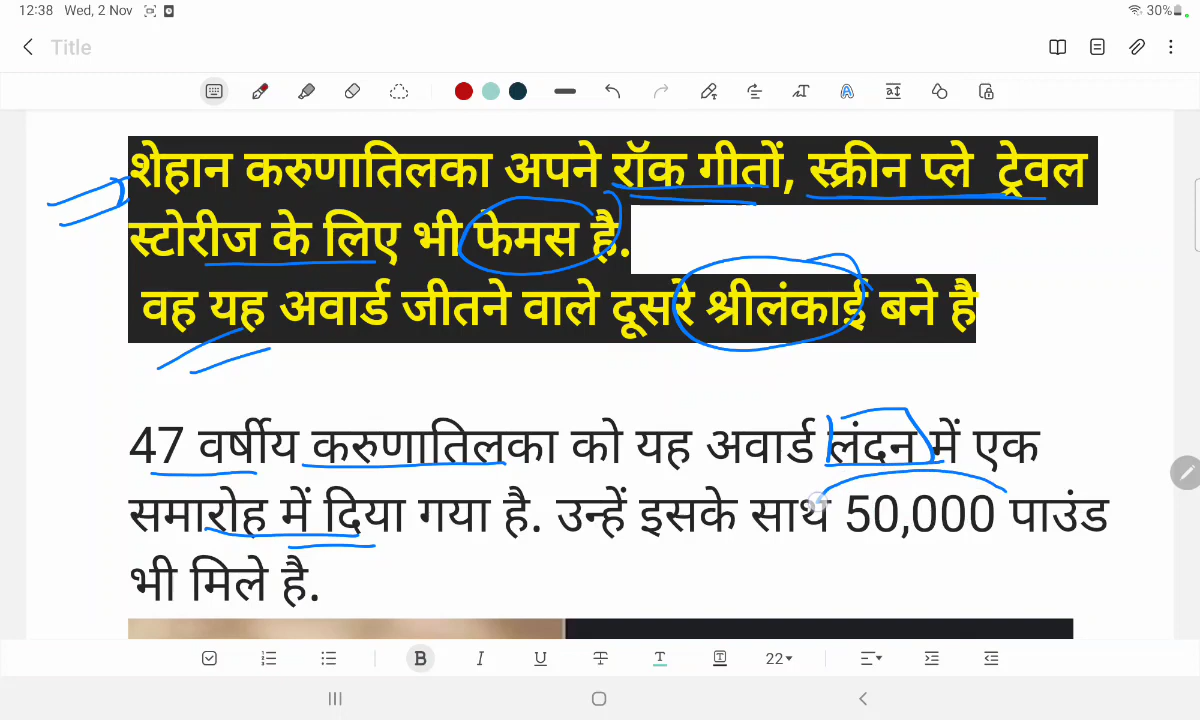 12:38 Wed, 2 Nov 30%
Title
शेहान करुणातिलका अपने रॉक गीतों, स्क्रीन प्ले ट्रेवल
स्टोरीज के लिए भी फेमस है.
वह यह अवार्ड जीतने वाले दूसरे श्रीलंकाई बने है
47 वर्षीय करुणातिलका को यह अवार्ड लंदन में एक
समारोह में दिया गया है. उन्हें इसके साथ 50,000 पाउंड
भी मिले है.
B I U T T 22